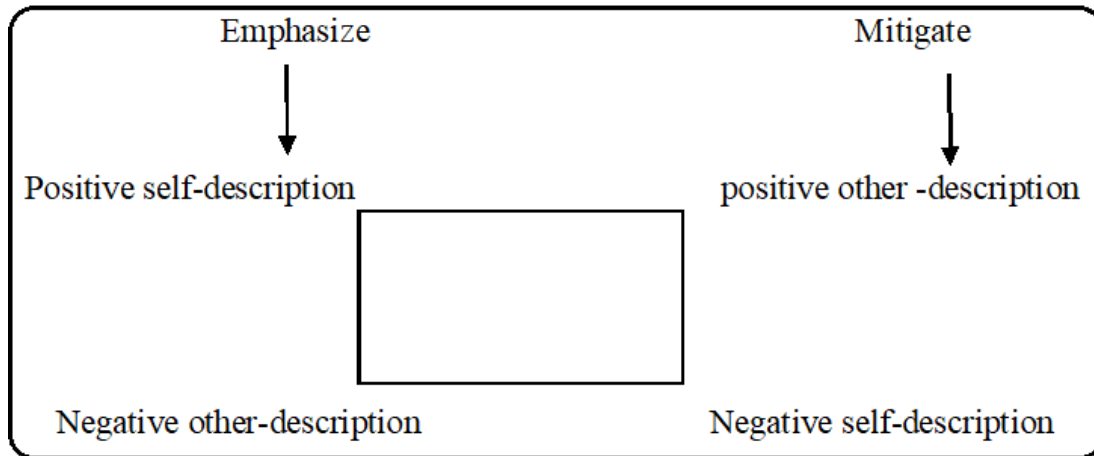 Emphasize
Mitigate
Positive self-description
positive other -description
Negative other-description
Negative self-description